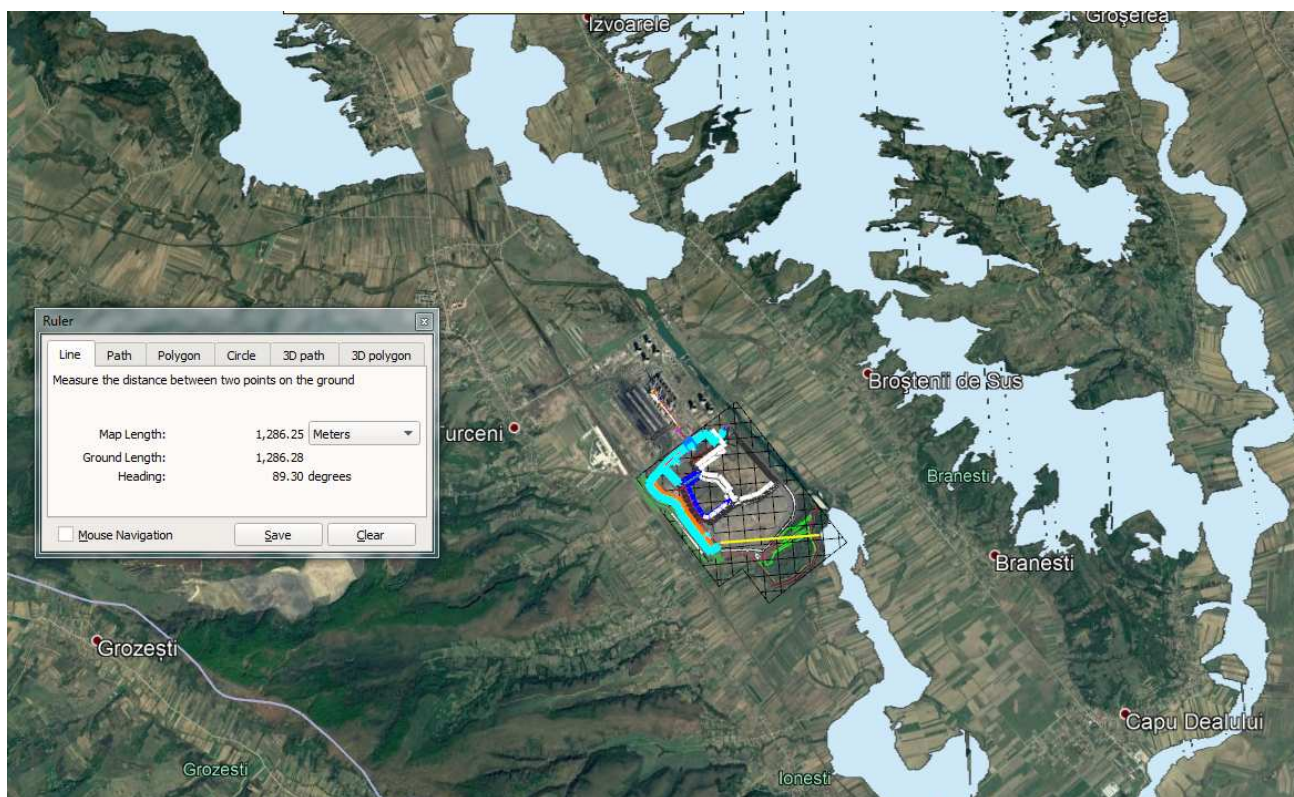 Izvoarele
Groșerea
Ruler
Line Path Polygon Circle 3D path 3D polygon
Measure the distance between two points on the ground
Map Length: 1,286.25 Meters
Ground Length: 1,286.28
Heading: 89.30 degrees
Mouse Navigation Save Clear
Turceni
Broștenii de Sus
Branesti
Branesti
Grozești
Capu Dealului
Grozesti
Ionesti